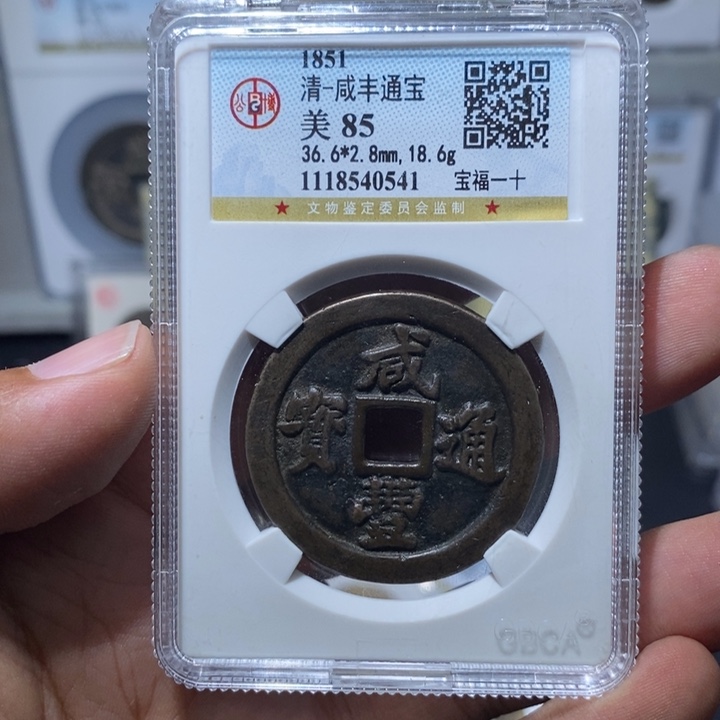 1851
清-咸丰通宝
美 85
36.6*2.8mm,18.6g
1118540541 宝福一十
★ 文物鉴定委员会监制 ★
咸
寶 通
豐
GDCA